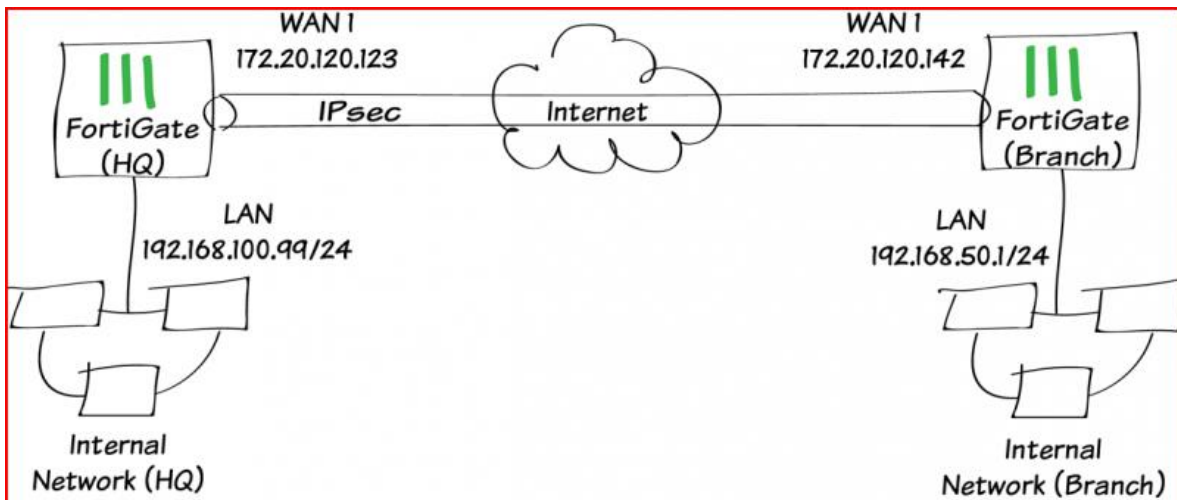 WAN 1
172.20.120.123
WAN 1
172.20.120.142
FortiGate
(HQ)
IPsec
Internet
FortiGate
(Branch)
LAN
192.168.100.99/24
LAN
192.168.50.1/24
Internal
Network (HQ)
Internal
Network (Branch)